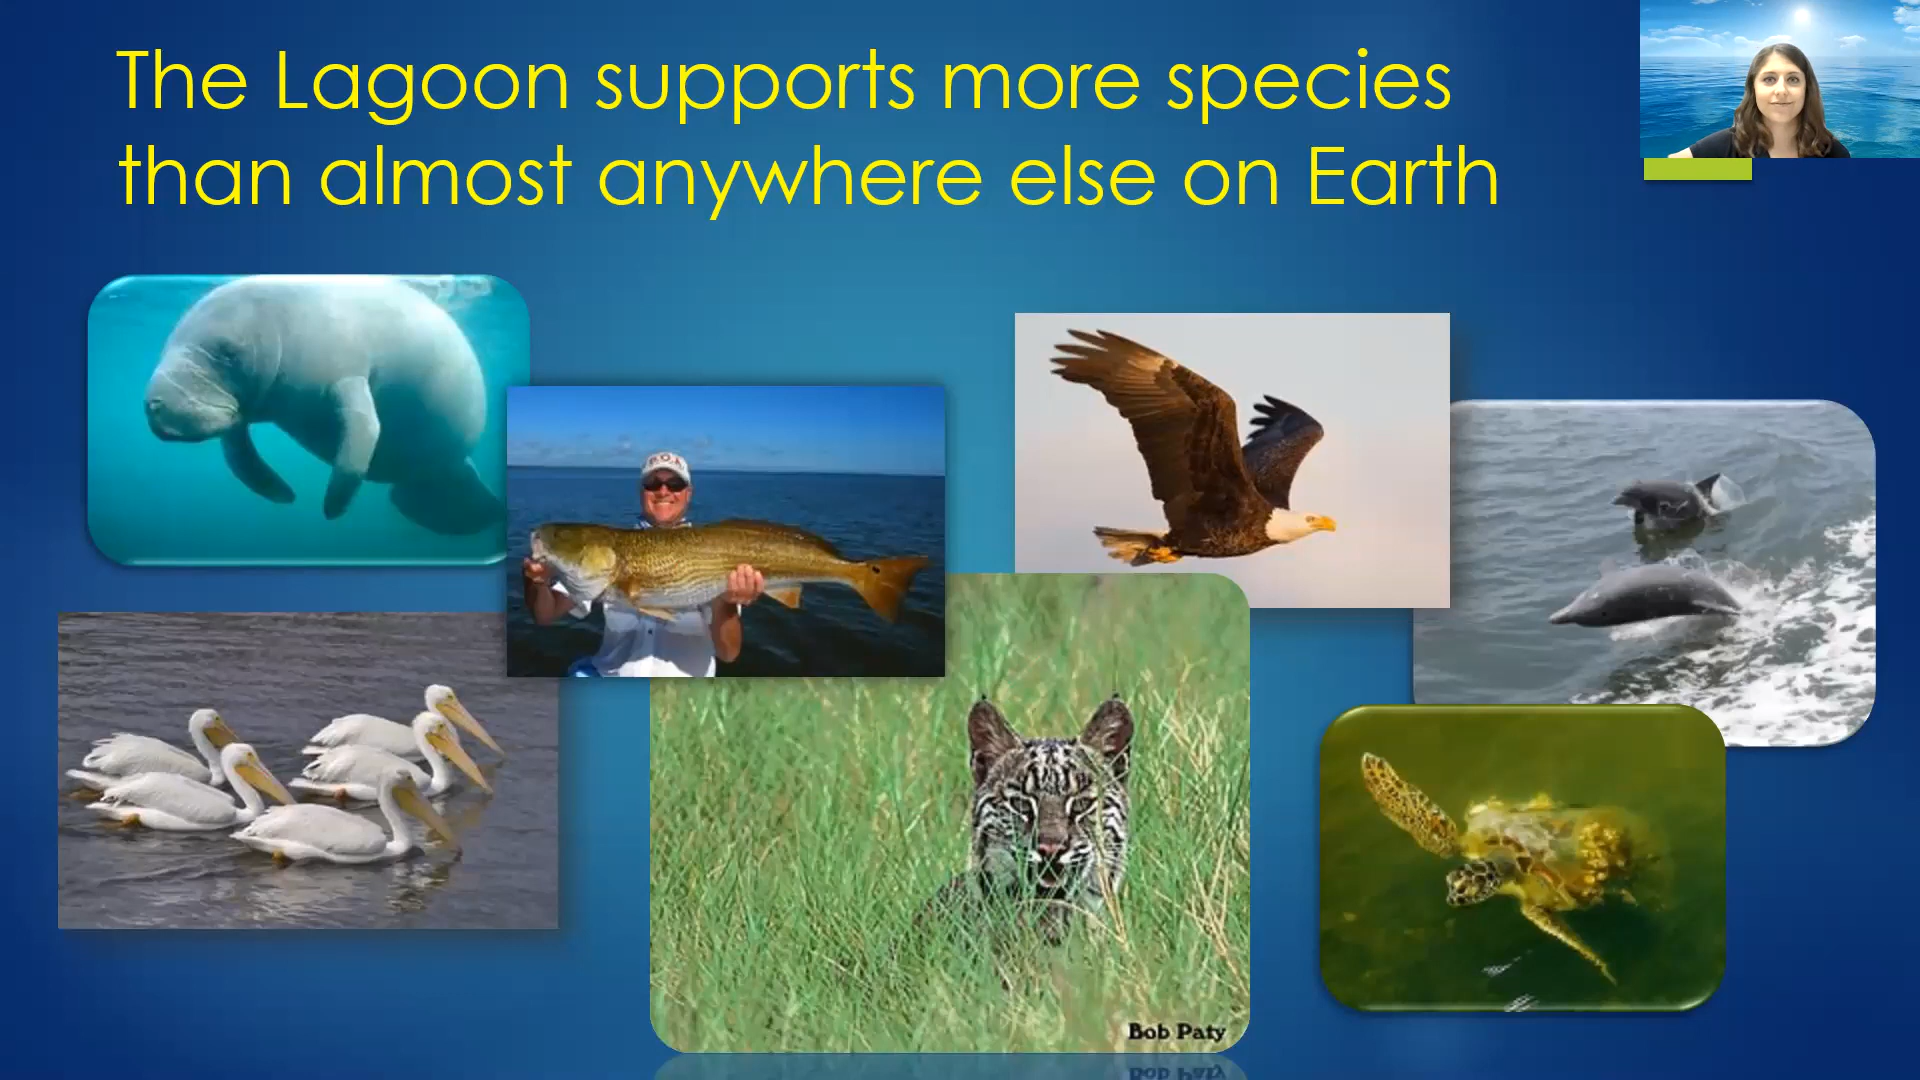 The Lagoon supports more species
than almost anywhere else on Earth
Bob Paty